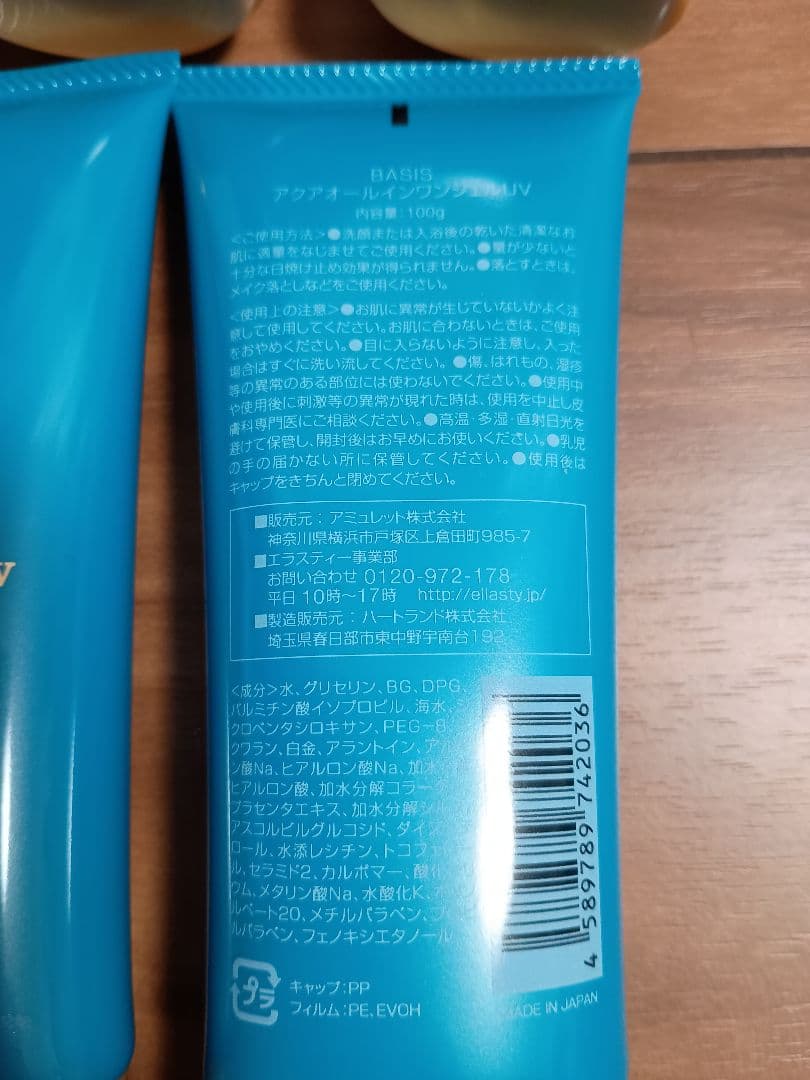 BASIS
アクアオールインワンジェルUV
内容量:100g
<ご使用方法>●洗顔または入浴後の乾いた清潔なお
肌に適量をなじませてご使用ください。●量が少ないと
十分な日焼け止め効果が得られません。●落とすときは、
メイク落としなどをご使用ください。
<使用上の注意>●お肌に異常が生じていないかよく注
意して使用してください。お肌に合わないときは、ご使用
をおやめください。●目に入らないように注意し、入った
場合はすぐに洗い流してください。●傷、はれもの、湿疹
等の異常のある部位には使わないでください。●使用中
や使用後に刺激等の異常が現れた時は、使用を中止し皮
膚科専門医にご相談ください。●高温・多湿・直射日光を
避けて保管し、開封後はお早めにお使いください。●乳児
の手の届かない所に保管してください。●使用後は
キャップをきちんと閉めてください。
■販売元:アミュレット株式会社
神奈川県横浜市戸塚区上倉田町985-7
■エラスティー事業部
お問い合わせ 0120-972-178
平日 10時～17時 http://ellasty.jp/
■製造販売元:ハートランド株式会社
埼玉県春日部市東中野宇南台192
<成分>水、グリセリン、BG、DPG、
パルミチン酸イソプロピル、海水、シ
クロペンタシロキサン、PEG-8、
クワラン、白金、アラントイン、アル
ン酸Na、ヒアルロン酸Na、加水
ヒアルロン酸、加水分解コラーゲ
プラセンタエキス、加水分解シル
アスコルビルグルコシド、ダイズ
ロール、水添レシチン、トコフェ
ル、セラミド2、カルボマー、酸化
ウム、メタリン酸Na、水酸化K、ポ
ルベート20、メチルパラベン、プ
ルパラベン、フェノキシエタノール
4 589789 742036
プラ
キャップ:PP
フィルム:PE、EVOH
MADE IN JAPAN